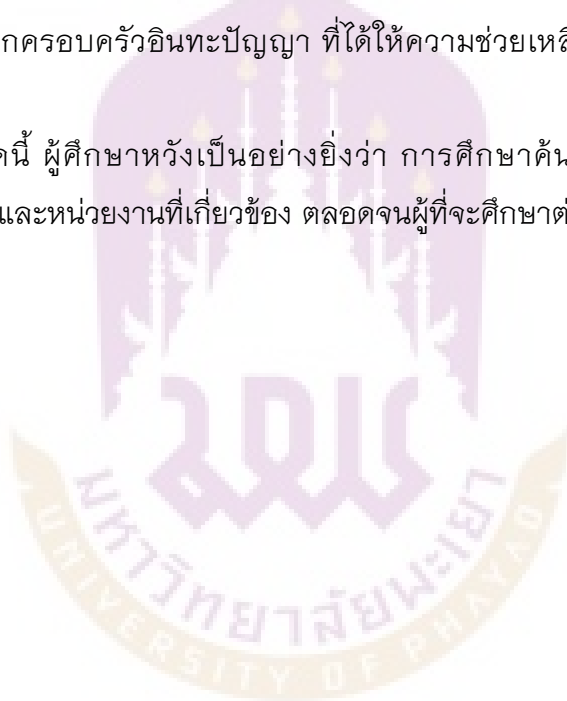 กครอบครัวอินทะปัญญา ที่ได้ให้ความช่วยเหลื
คนี้ ผู้ศึกษาหวังเป็นอย่างยิ่งว่า การศึกษาค้น
และหน่วยงานที่เกี่ยวข้อง ตลอดจนผู้ที่จะศึกษาต่
มพ
มหาวิทยาลัยพะเยา
UNIVERSITY OF PHAYAO